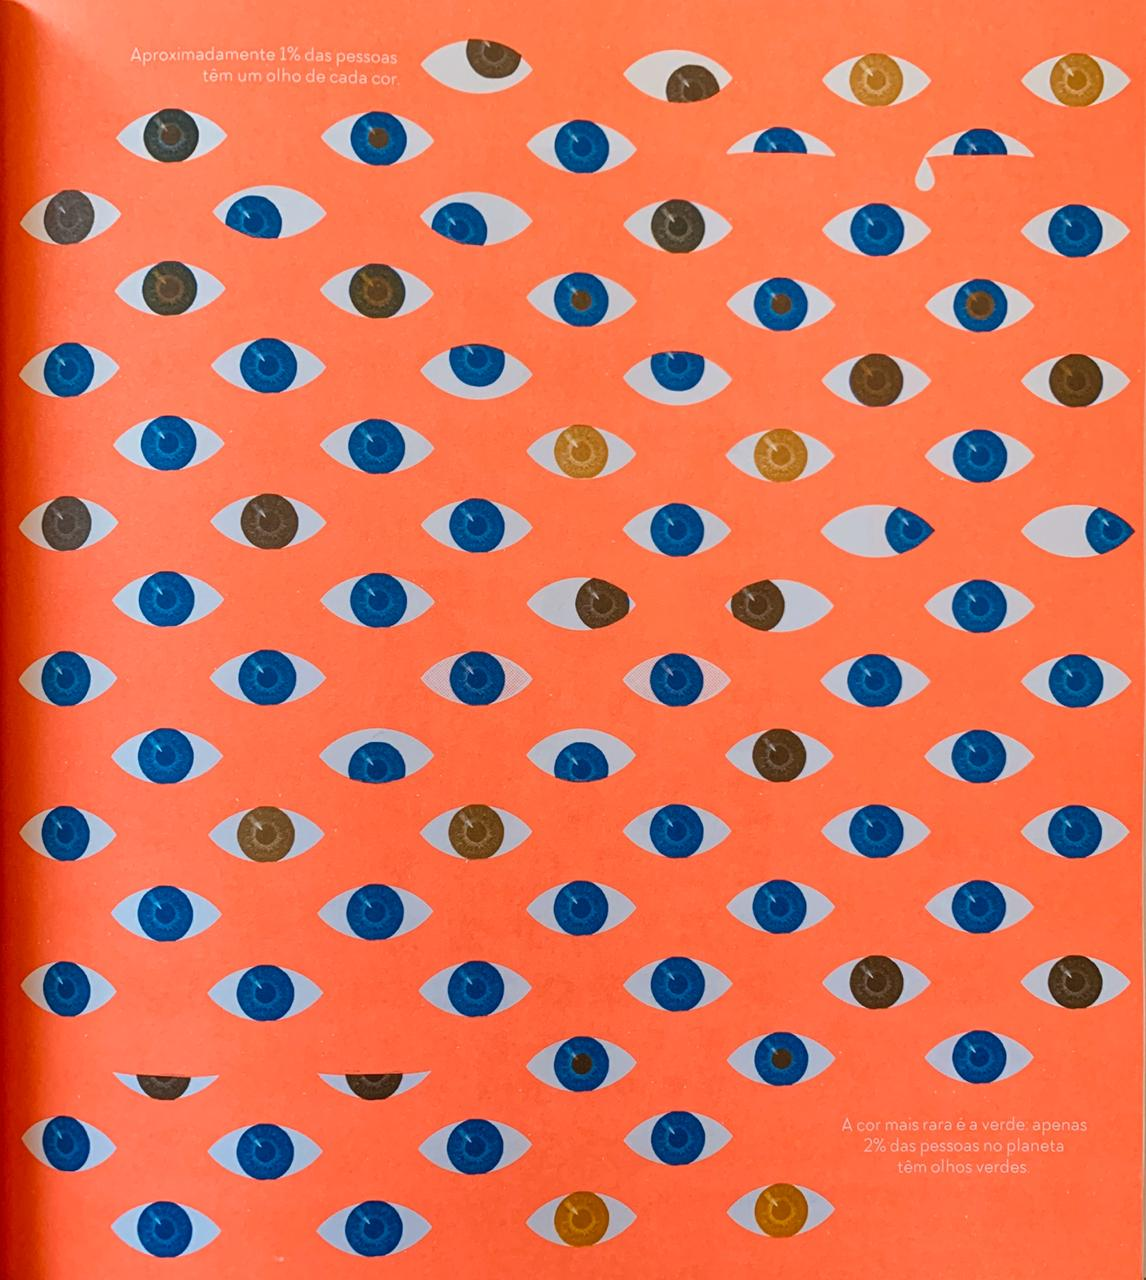 Aproximadamente 1% das pessoas
têm um olho de cada cor.
A cor mais rara é a verde: apenas
2% das pessoas no planeta
têm olhos verdes.